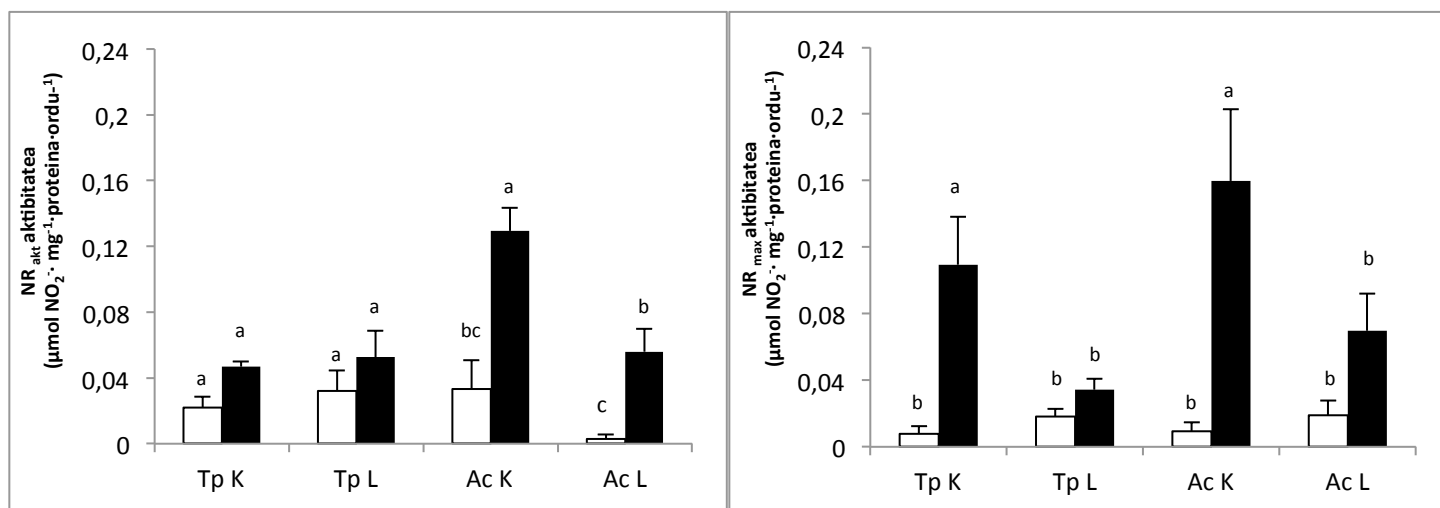 NR akt aktibitatea
(µmol NO₂⁻· mg⁻¹·proteina·ordu-¹)
0,24
0,2
0,16
0,12
0,08
0,04
0
a
a
a
a
bc
a
c
b
Tp K
Tp L
Ac K
Ac L
NR max aktibitatea
(µmol NO₂⁻· mg⁻¹·proteina·ordu-¹)
0,24
0,2
0,16
0,12
0,08
0,04
0
b
a
b
b
b
a
b
b
Tp K
Tp L
Ac K
Ac L